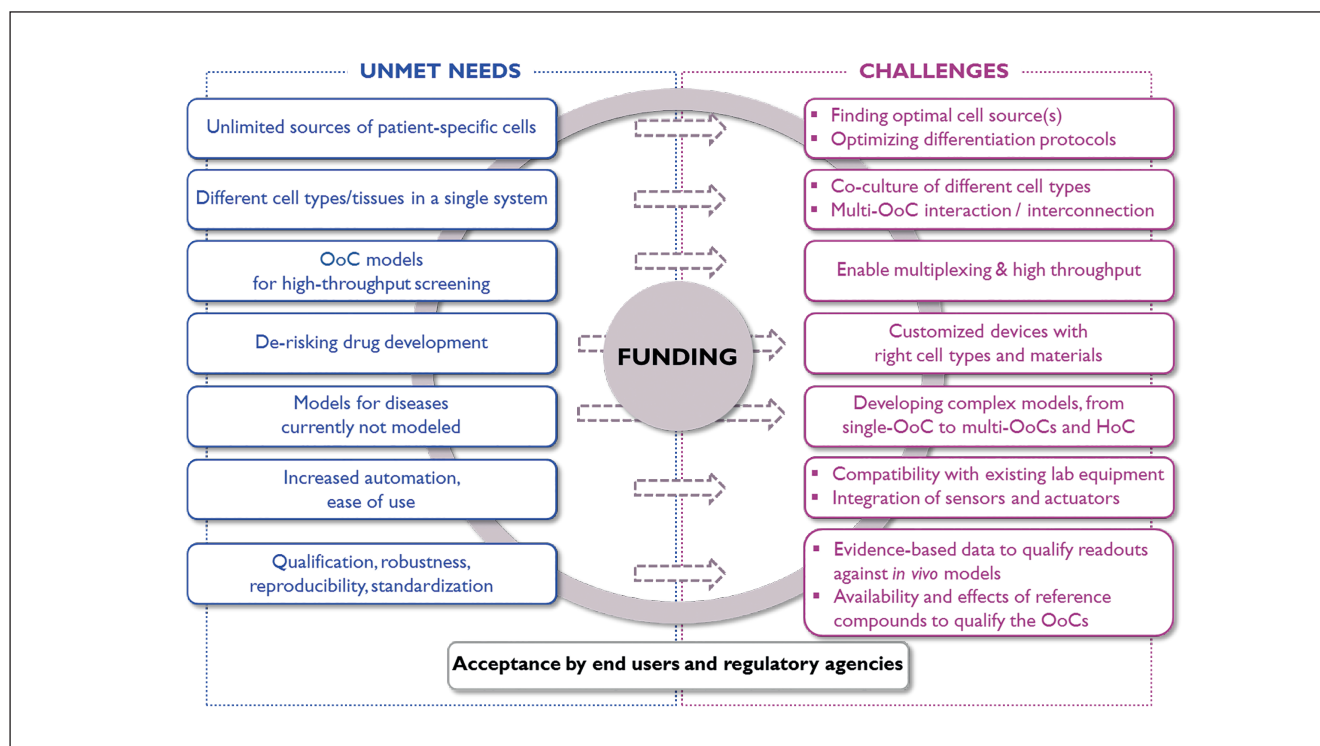 UNMET NEEDS
CHALLENGES
Unlimited sources of patient-specific cells
▪ Finding optimal cell source(s)
▪ Optimizing differentiation protocols
Different cell types/tissues in a single system
▪ Co-culture of different cell types
▪ Multi-OoC interaction / interconnection
OoC models
for high-throughput screening
Enable multiplexing & high throughput
De-risking drug development
Customized devices with
right cell types and materials
FUNDING
Models for diseases
currently not modeled
Developing complex models, from
single-OoC to multi-OoCs and HoC
Increased automation,
ease of use
▪ Compatibility with existing lab equipment
▪ Integration of sensors and actuators
Qualification, robustness,
reproducibility, standardization
▪ Evidence-based data to qualify readouts
against in vivo models
▪ Availability and effects of reference
compounds to qualify the OoCs
Acceptance by end users and regulatory agencies